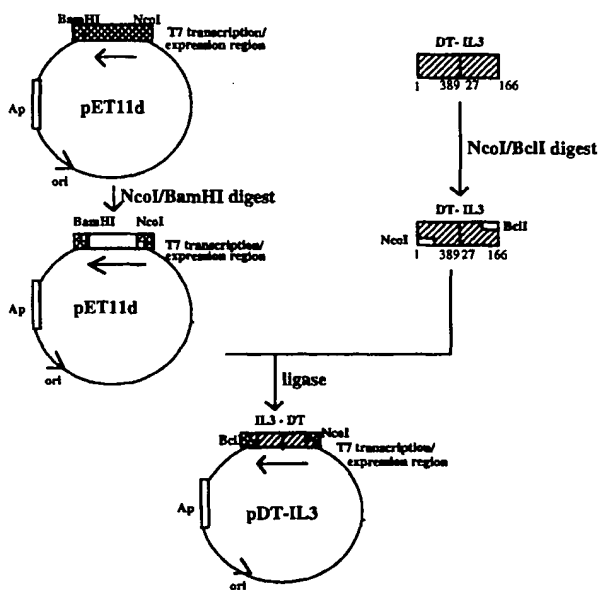 BamHI NcoI
T7 transcription/
expression region
pET11d
Ap
ori
NcoI/BamHI digest
BamHI NcoI
T7 transcription/
expression region
pET11d
Ap
ori
DT- IL3
1 389 27 166
NcoI/BclI digest
DT- IL3
BclI
NcoI
1 389 27 166
ligase
IL3 - DT
BclI NcoI
T7 transcription/
expression region
Ap
pDT-IL3
ori